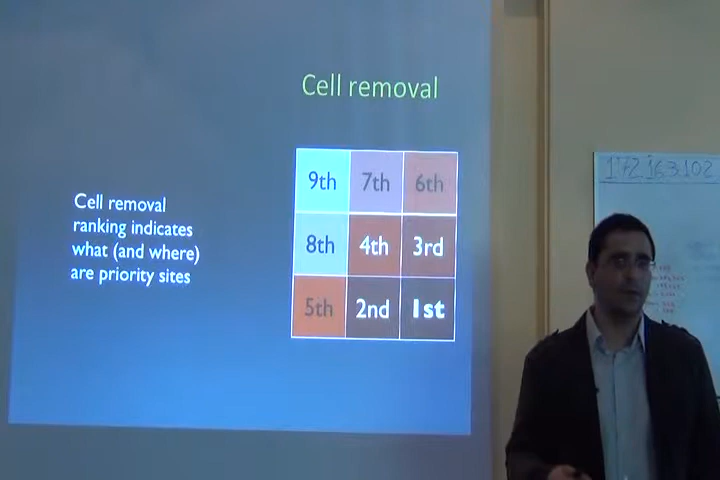 Cell removal
9th 7th 6th
Cell removal
ranking indicates
what (and where)
are priority sites
8th 4th 3rd
5th 2nd 1st
172.16.3.102